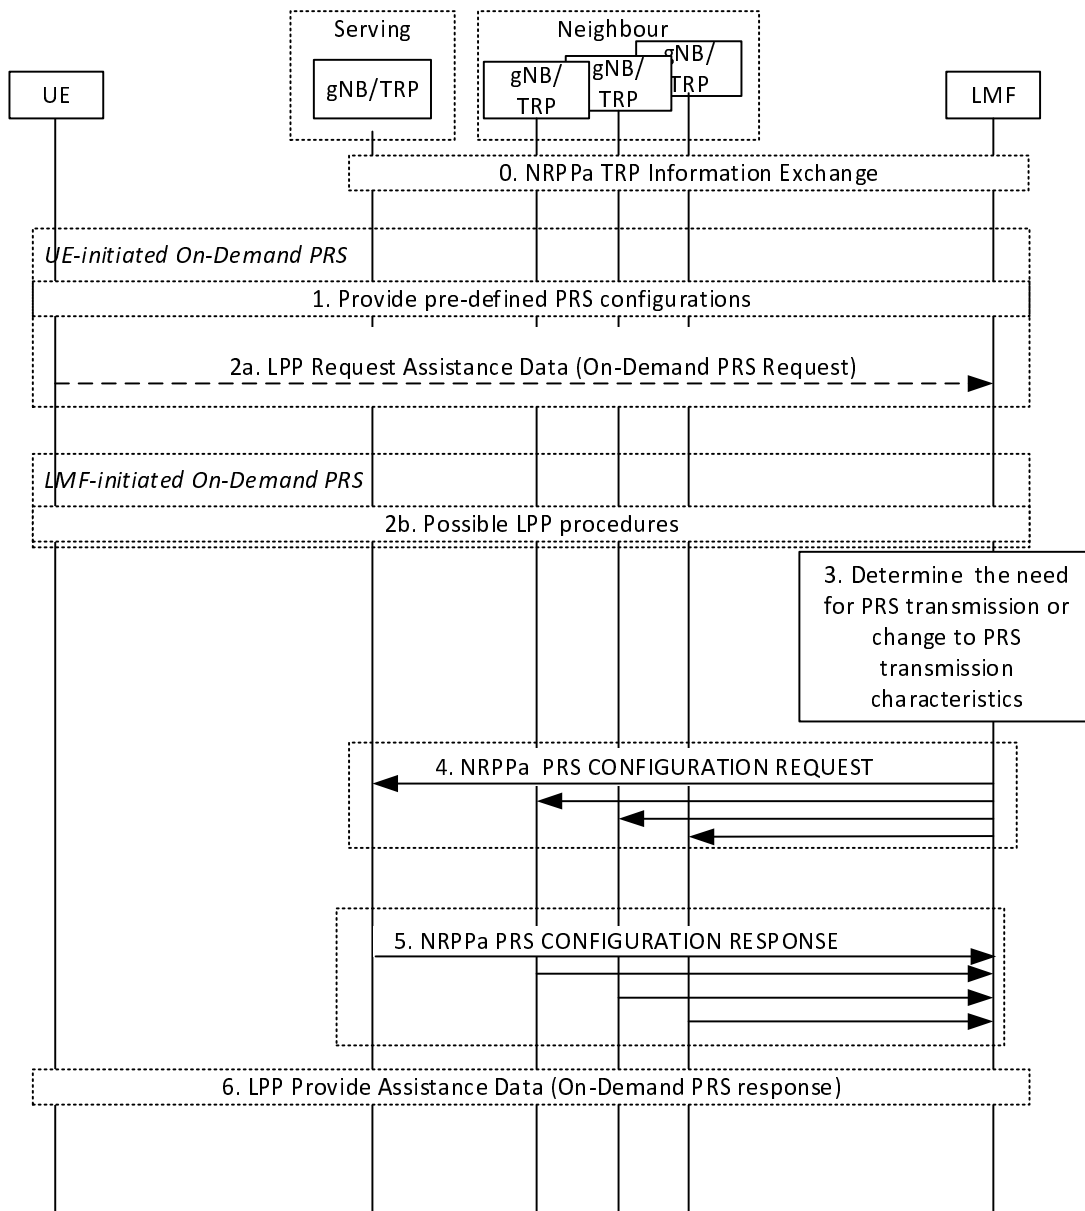 Serving
Neighbour
gNB/
TRP
gNB/
TRP
gNB/
TRP
gNB/TRP
UE
LMF
0. NRPPa TRP Information Exchange
UE-initiated On-Demand PRS
1. Provide pre-defined PRS configurations
2a. LPP Request Assistance Data (On-Demand PRS Request)
LMF-initiated On-Demand PRS
2b. Possible LPP procedures
3. Determine the need
for PRS transmission or
change to PRS
transmission
characteristics
4. NRPPa PRS CONFIGURATION REQUEST
5. NRPPa PRS CONFIGURATION RESPONSE
6. LPP Provide Assistance Data (On-Demand PRS response)